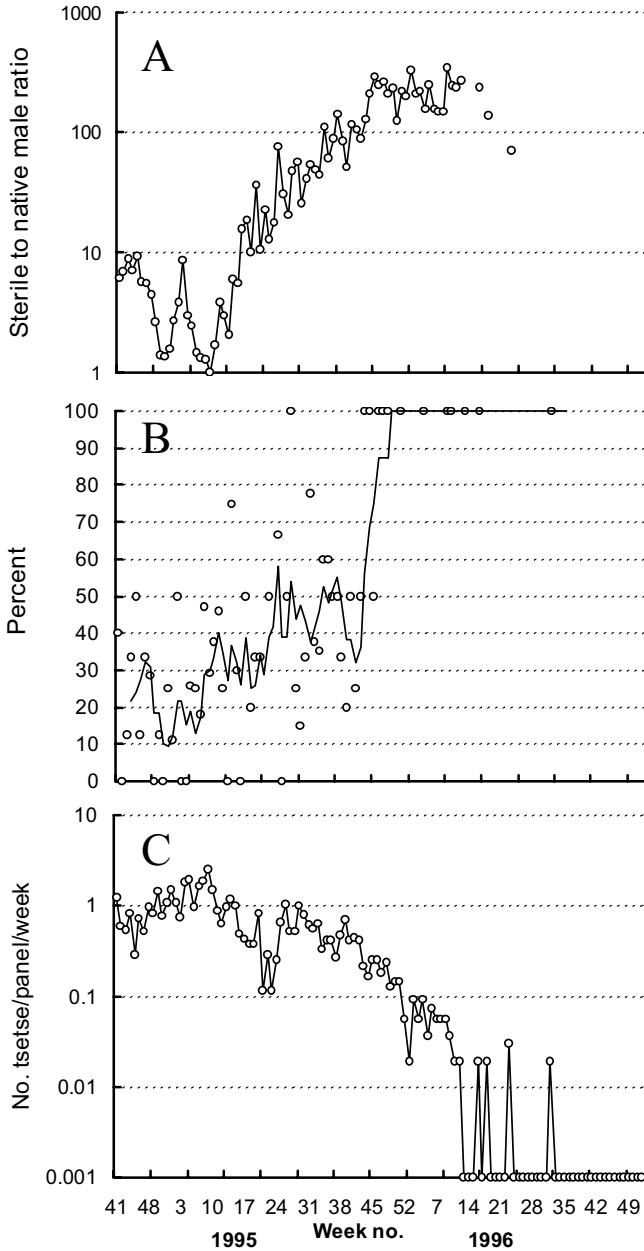 A
Sterile to native male ratio
1000
100
10
1
B
Percent
100
90
80
70
60
50
40
30
20
10
0
C
No. tsetse/panel/week
10
1
0.1
0.01
0.001
41 48 3 10 17 24 31 38 45 52 7 14 21 28 35 42 49
1995 Week no. 1996